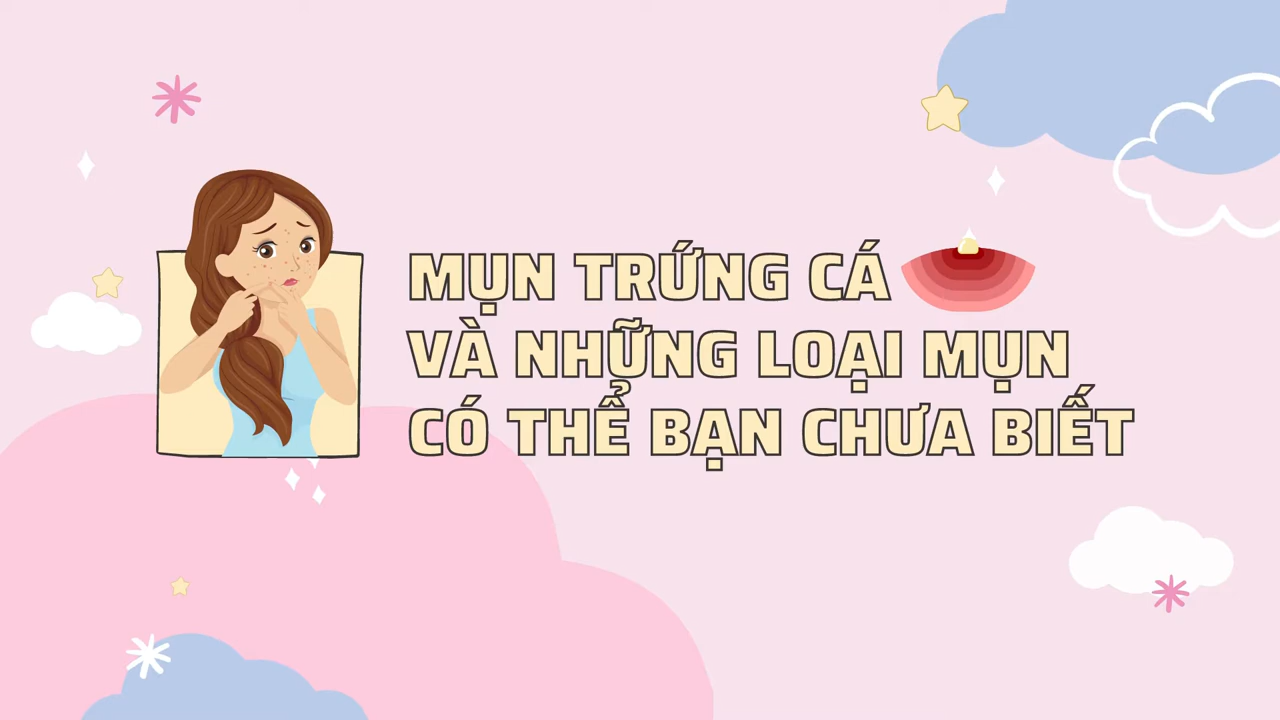 MỤN TRỨNG CÁ
VÀ NHỮNG LOẠI MỤN
CÓ THỂ BẠN CHƯA BIẾT